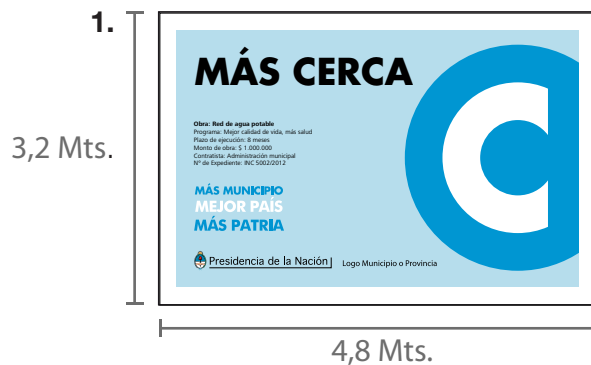 1.
3,2 Mts.
MÁS CERCA
Obra: Red de agua potable
Programa: Mejor calidad de vida, más salud
Plazo de ejecución: 8 meses
Monto de obra: $ 1.000.000
Contratista: Administración municipal
Nº de Expediente: INC 5002/2012
MÁS MUNICIPIO
MEJOR PAÍS
MÁS PATRIA
Presidencia de la Nación
Logo Municipio o Provincia
4,8 Mts.